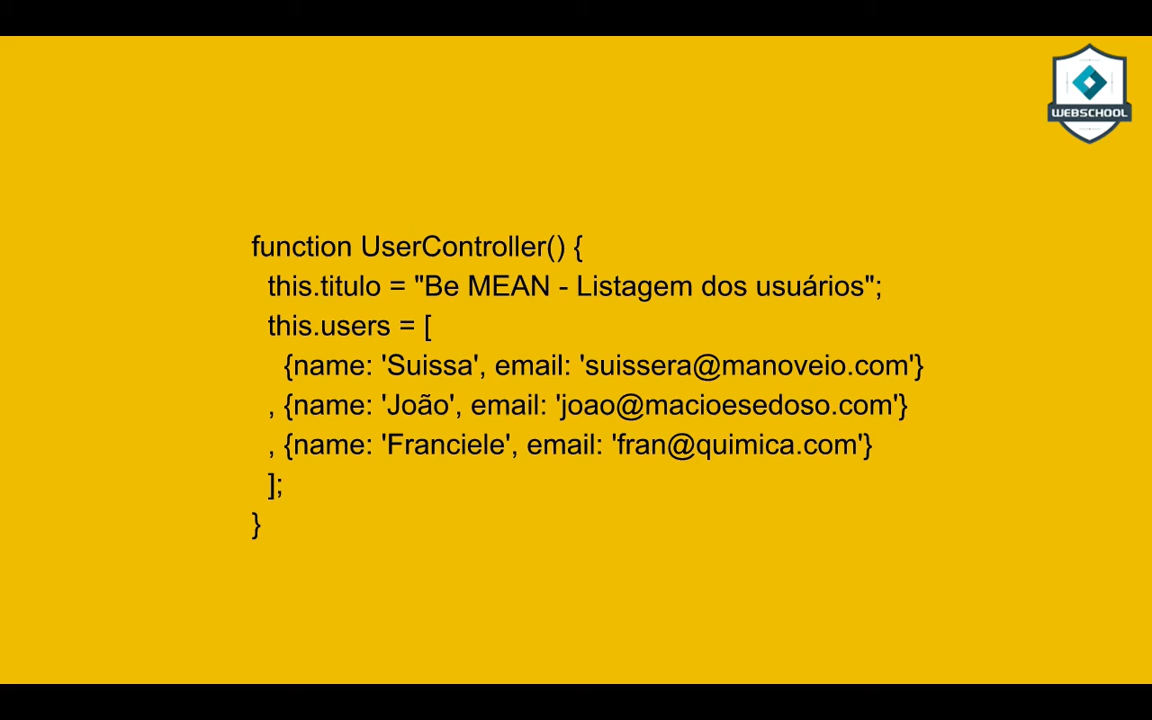 WEBSCHOOL
function UserController() {
this.titulo = "Be MEAN - Listagem dos usuários";
this.users = [
{name: 'Suissa', email: 'suissera@manoveio.com'}
, {name: 'João', email: 'joao@macioesedoso.com'}
, {name: 'Franciele', email: 'fran@quimica.com'}
];
}